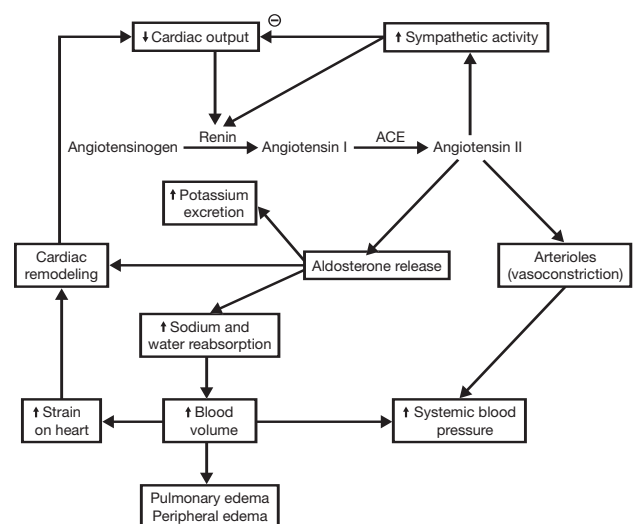 ⊖
↓ Cardiac output
↑ Sympathetic activity
Renin
ACE
Angiotensinogen
Angiotensin I
Angiotensin II
↑ Potassium
excretion
Cardiac
remodeling
Aldosterone release
Arterioles
(vasoconstriction)
↑ Sodium and
water reabsorption
↑ Strain
on heart
↑ Blood
volume
↑ Systemic blood
pressure
Pulmonary edema
Peripheral edema